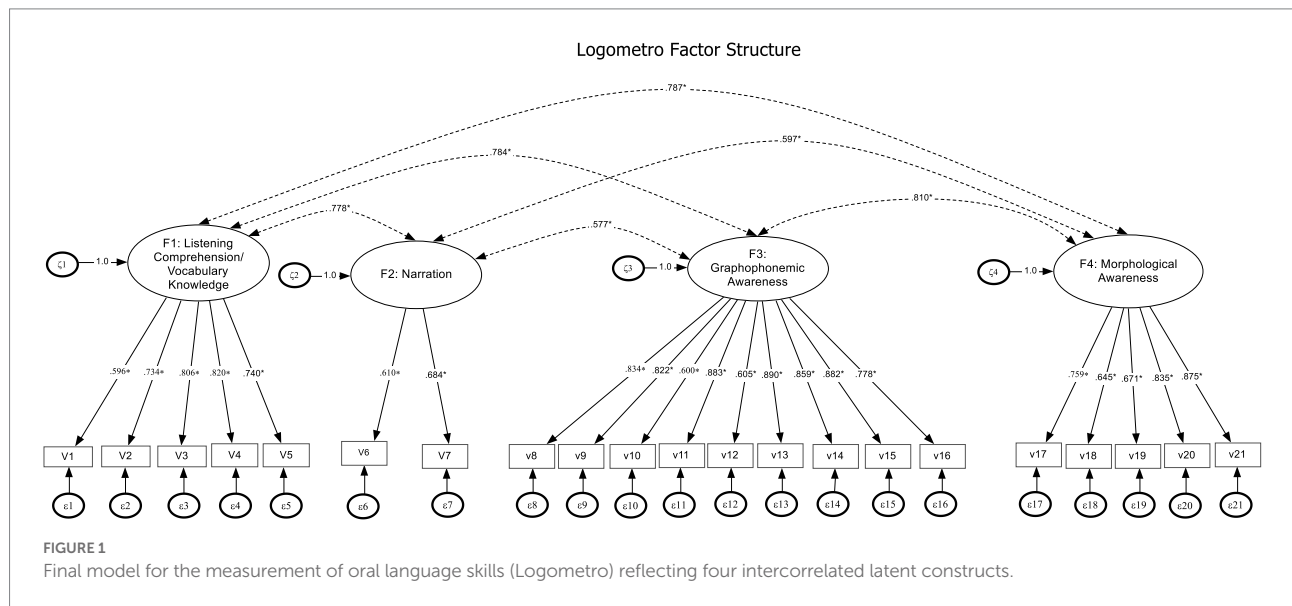 Logometro Factor Structure
.787*
.597*
.784*
.810*
.778*
.577*
F1: Listening
Comprehension/
Vocabulary
Knowledge
F2: Narration
F3:
Graphophonemic
Awareness
F4: Morphological
Awareness
ζ1 1.0
ζ2 1.0
ζ3 1.0
ζ4 1.0
.596* .734* .806* .820* .740*
.610* .684*
.834* .822* .600* .883* .605* .890* .859* .882* .778*
.759* .645* .671* .835* .875*
V1 V2 V3 V4 V5 V6 V7 v8 v9 v10 v11 v12 v13 v14 v15 v16 v17 v18 v19 v20 v21
ε1 ε2 ε3 ε4 ε5 ε6 ε7 ε8 ε9 ε10 ε11 ε12 ε13 ε14 ε15 ε16 ε17 ε18 ε19 ε20 ε21
FIGURE 1
Final model for the measurement of oral language skills (Logometro) reflecting four intercorrelated latent constructs.